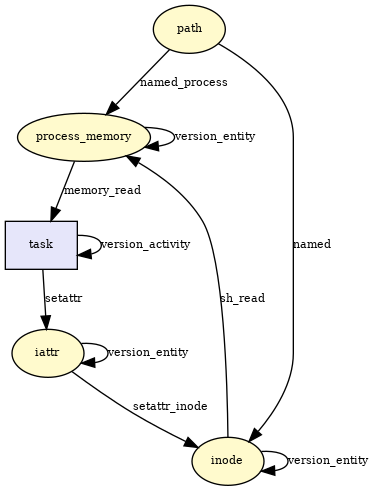 path
named_process
process_memory
version_entity
memory_read
task
version_activity
named
setattr
sh_read
iattr
version_entity
setattr_inode
inode
version_entity